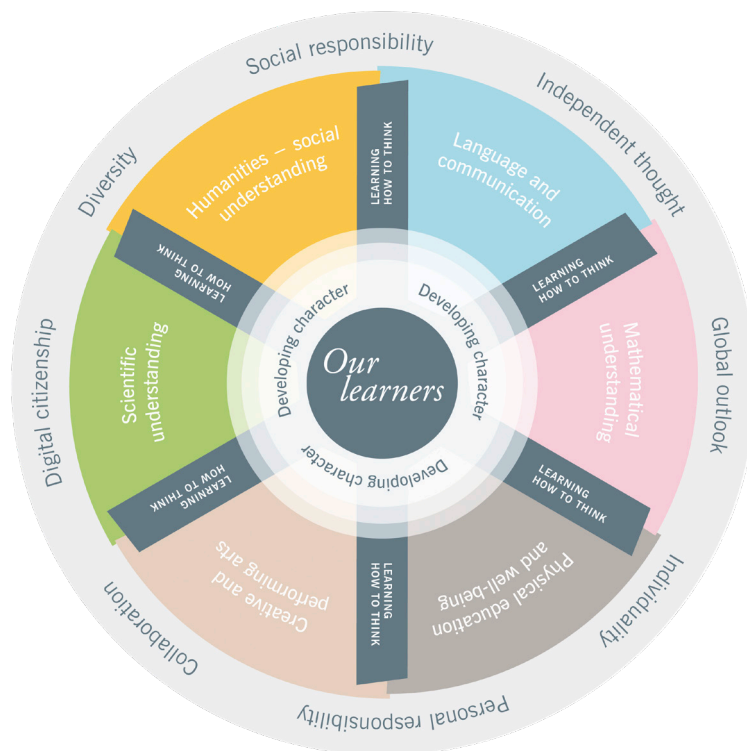 Social responsibility
Independent thought
Global outlook
Individuality
Personal responsibility
Collaboration
Digital citizenship
Diversity
Language and
communication
Mathematical
understanding
Physical education
and well-being
Creative and
performing arts
Scientific
understanding
Humanities – social
understanding
LEARNING
HOW TO THINK
LEARNING
HOW TO THINK
LEARNING
HOW TO THINK
LEARNING
HOW TO THINK
LEARNING
HOW TO THINK
LEARNING
HOW TO THINK
Developing character
Developing character
Developing character
Our
learners